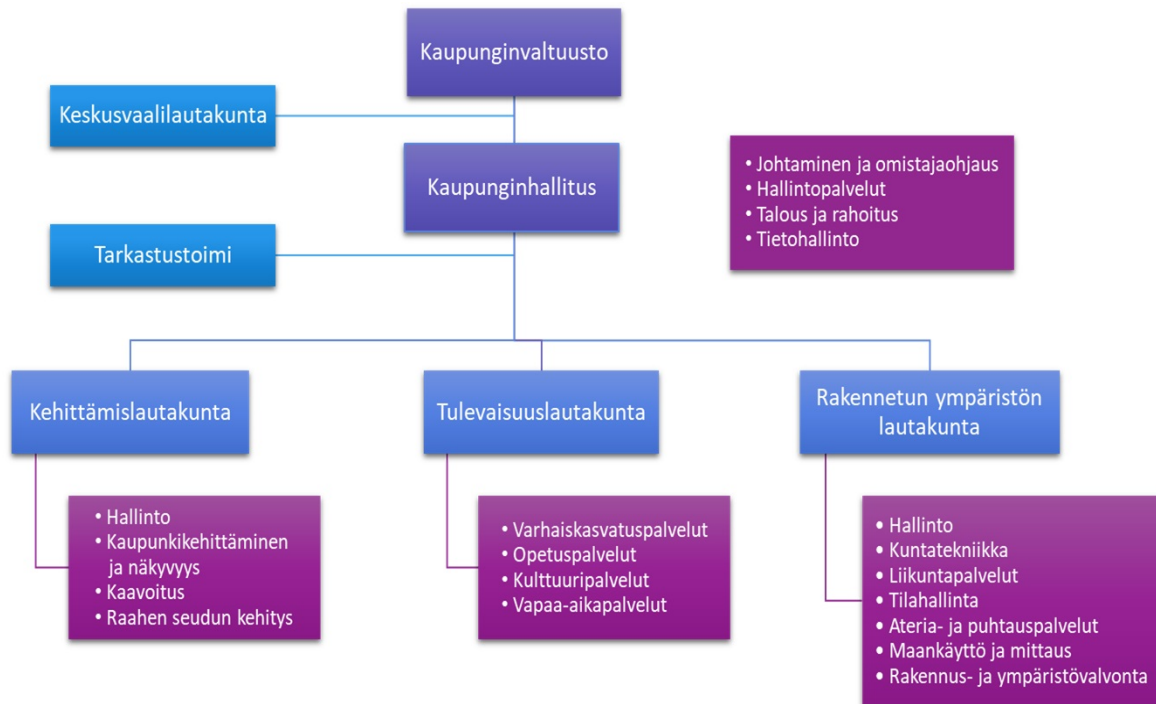 Kaupunginvaltuusto
Keskusvaalilautakunta
Kaupunginhallitus
• Johtaminen ja omistajaohjaus
• Hallintopalvelut
• Talous ja rahoitus
• Tietohallinto
Tarkastustoimi
Kehittämislautakunta
Tulevaisuuslautakunta
Rakennetun ympäristön
lautakunta
• Hallinto
• Kaupunkikehittäminen
ja näkyvyys
• Kaavoitus
• Raahen seudun kehitys
• Varhaiskasvatuspalvelut
• Opetuspalvelut
• Kulttuuripalvelut
• Vapaa-aikapalvelut
• Hallinto
• Kuntatekniikka
• Liikuntapalvelut
• Tilahallinta
• Ateria- ja puhtauspalvelut
• Maankäyttö ja mittaus
• Rakennus- ja ympäristövalvonta